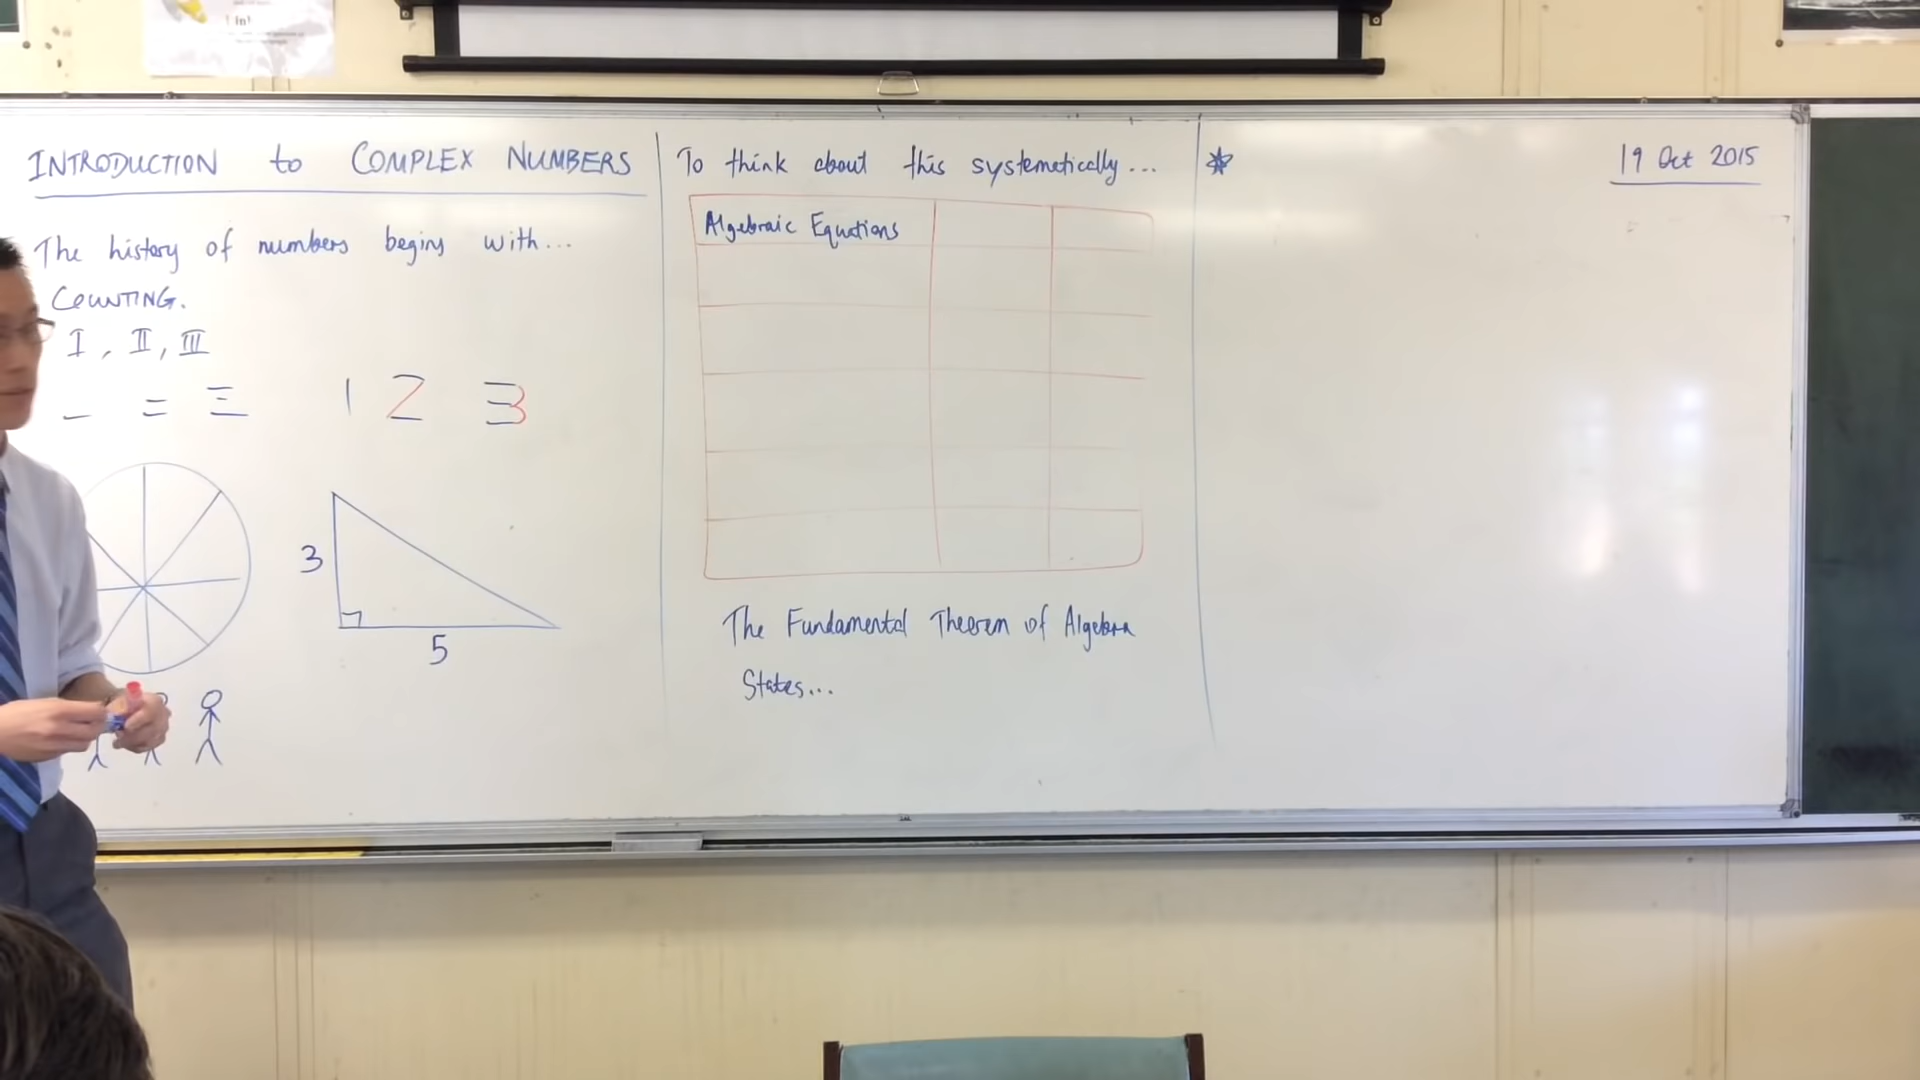 INTRODUCTION to COMPLEX NUMBERS
The history of numbers begins with...
COUNTING.
I, II, III
一 二 三 1 2 3
3
5
To think about this systematically...
Algebraic Equations
The Fundamental Theorem of Algebra
States...
*
19 Oct 2015